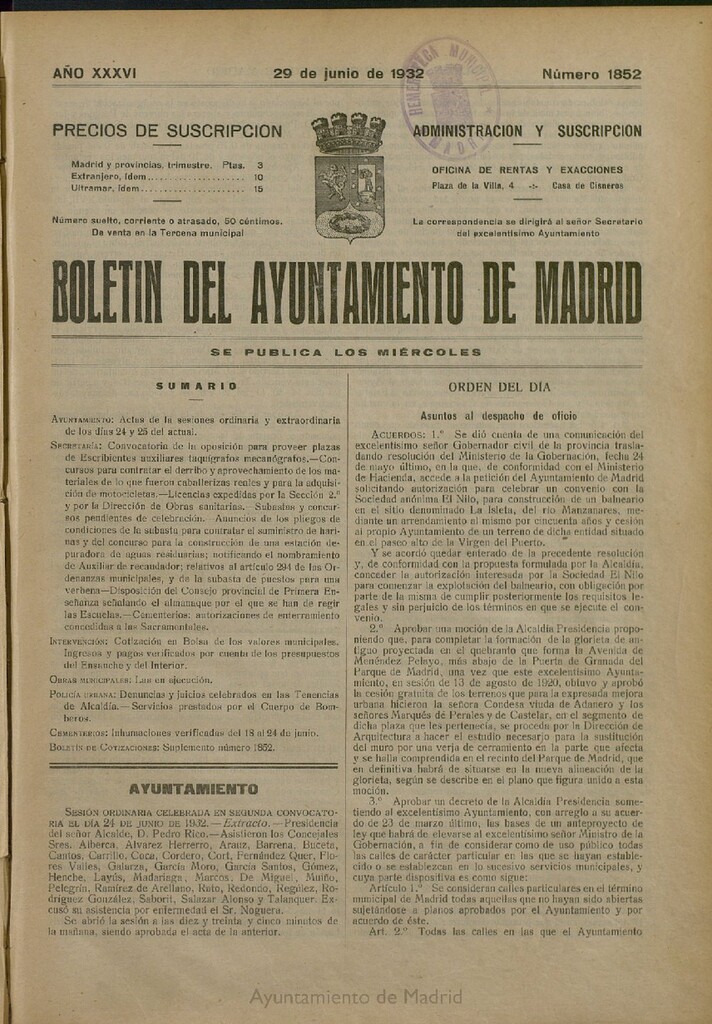 AÑO XXXVI
29 de junio de 1932
Número 1852
HEMEROTECA MUNICIPAL
MADRID
PRECIOS DE SUSCRIPCION
Madrid y provincias, trimestre. Ptas. 3
Extranjero, ídem..................... 10
Ultramar, ídem...................... 15
Número suelto, corriente o atrasado, 50 céntimos.
De venta en la Tercena municipal
ADMINISTRACION Y SUSCRIPCION
OFICINA DE RENTAS Y EXACCIONES
Plaza de la Villa, 4 -:- Casa de Cisneros
La correspondencia se dirigirá al señor Secretario
del excelentísimo Ayuntamiento
BOLETIN DEL AYUNTAMIENTO DE MADRID
SE PUBLICA LOS MIÉRCOLES
SUMARIO
AYUNTAMIENTO: Actas de la sesiones ordinaria y extraordinaria
de los días 24 y 25 del actual.
SECRETARÍA: Convocatoria de la oposición para proveer plazas
de Escribientes auxiliares taquígrafos mecanógrafos.—Con-
cursos para contratar el derribo y aprovechamiento de los ma-
teriales de lo que fueron caballerizas reales y para la adquisi-
ción de motocicletas.—Licencias expedidas por la Sección 2.ª
y por la Dirección de Obras sanitarias.—Subastas y concur-
sos pendientes de celebración.—Anuncios de los pliegos de
condiciones de la subasta para contratar el suministro de hari-
nas y del concurso para la construcción de una estación de-
puradora de aguas residuarias; notificando el nombramiento
de Auxiliar de recaudador; relativos al artículo 294 de las Or-
denanzas municipales, y de la subasta de puestos para una
verbena—Disposición del Consejo provincial de Primera En-
señanza señalando el almanaque por el que se han de regir
las Escuelas.—Cementerios: autorizaciones de enterramiento
concedidas a las Sacramentales.
INTERVENCIÓN: Cotización en Bolsa de los valores municipales.
Ingresos y pagos verificados por cuenta de los presupuestos
del Ensanche y del Interior.
OBRAS MUNICIPALES: Las en ejecución.
POLICÍA URBANA: Denuncias y juicios celebrados en las Tenencias
de Alcaldía.—Servicios prestados por el Cuerpo de Bom-
beros.
CEMENTERIOS: Inhumaciones verificadas del 18 al 24 de junio.
BOLETÍN DE COTIZACIONES: Suplemento número 1852.
AYUNTAMIENTO
SESIÓN ORDINARIA CELEBRADA EN SEGUNDA CONVOCATO-
RIA EL DÍA 24 DE JUNIO DE 1932.—Extracto.—Presidencia
del señor Alcalde, D. Pedro Rico.—Asistieron los Concejales
Sres. Alberca, Alvarez Herrero, Arauz, Barrena, Buceta,
Cantos, Carrillo, Coca, Cordero, Cort, Fernández Quer, Flo-
res Valles, Galarza, García Moro, García Santos, Gómez,
Henche, Layús, Madariaga, Marcos, De Miguel, Muiño,
Pelegrín, Ramírez de Arellano, Rato, Redondo, Regúlez, Ro-
dríguez González, Saborit, Salazar Alonso y Talanquer. Ex-
cusó su asistencia por enfermedad el Sr. Noguera.
Se abrió la sesión a las diez y treinta y cinco minutos de
la mañana, siendo aprobada el acta de la anterior.
ORDEN DEL DÍA
Asuntos al despacho de oficio
ACUERDOS: 1.º Se dió cuenta de una comunicación del
excelentísimo señor Gobernador civil de la provincia trasla-
dando resolución del Ministerio de la Gobernación, fecha 24
de mayo último, en la que, de conformidad con el Ministerio
de Hacienda, accede a la petición del Ayuntamiento de Madrid
solicitando autorización para celebrar un convenio con la
Sociedad anónima El Nilo, para construcción de un balneario
en el sitio denominado La Isleta, del río Manzanares, me-
diante un arrendamiento al mismo por cincuenta años y cesión al
propio Ayuntamiento de un terreno de dicha entidad situado
en el paseo alto de la Virgen del Puerto.
Y se acordó quedar enterado de la precedente resolución
y, de conformidad con la propuesta formulada por la Alcaldía,
conceder la autorización interesada por la Sociedad El Nilo
para comenzar la explotación del balneario, con obligación por
parte de la misma de cumplir posteriormente los requisitos le-
gales y sin perjuicio de los términos en que se ejecute el con-
venio.
2.º Aprobar una moción de la Alcaldía Presidencia propo-
niendo que, para completar la formación de la glorieta de an-
tiguo proyectada en el quebranto que forma la Avenida de
Menéndez Pelayo, más abajo de la Puerta de Granada del
Parque de Madrid, una vez que este excelentísimo Ayunta-
miento, en sesión de 13 de agosto de 1920, obtuvo y aprobó
la cesión gratuita de los terrenos que para la expresada mejora
urbana hicieron la señora Condesa viuda de Adanero y los
señores Marqués de Perales y de Castelar, en el segmento de
dicha plaza que les pertenece, se proceda por la Dirección de
Arquitectura a hacer el estudio necesario para la sustitución
del muro por una verja de cerramiento en la parte que afecta
y se halla comprendida en el recinto del Parque de Madrid, que
en definitiva habrá de situarse en la nueva alineación de la
glorieta, según se describe en el plano que figura unido a esta
moción.
3.º Aprobar un decreto de la Alcaldía Presidencia some-
tiendo al excelentísimo Ayuntamiento, con arreglo a su acuer-
do de 23 de marzo último, las bases de un anteproyecto de
ley que habrá de elevarse al excelentísimo señor Ministro de la
Gobernación, a fin de considerar como de uso público todas
las calles de carácter particular en las que se hayan estable-
cido o se establezcan en lo sucesivo servicios municipales, y
cuya parte dispositiva es como sigue:
Artículo 1.º Se consideran calles particulares en el término
municipal de Madrid todas aquellas que no hayan sido abiertas
sujetándose a planos aprobados por el Ayuntamiento y por
acuerdo de éste.
Art. 2.º Todas las calles en las que el Ayuntamiento
Ayuntamiento de Madrid